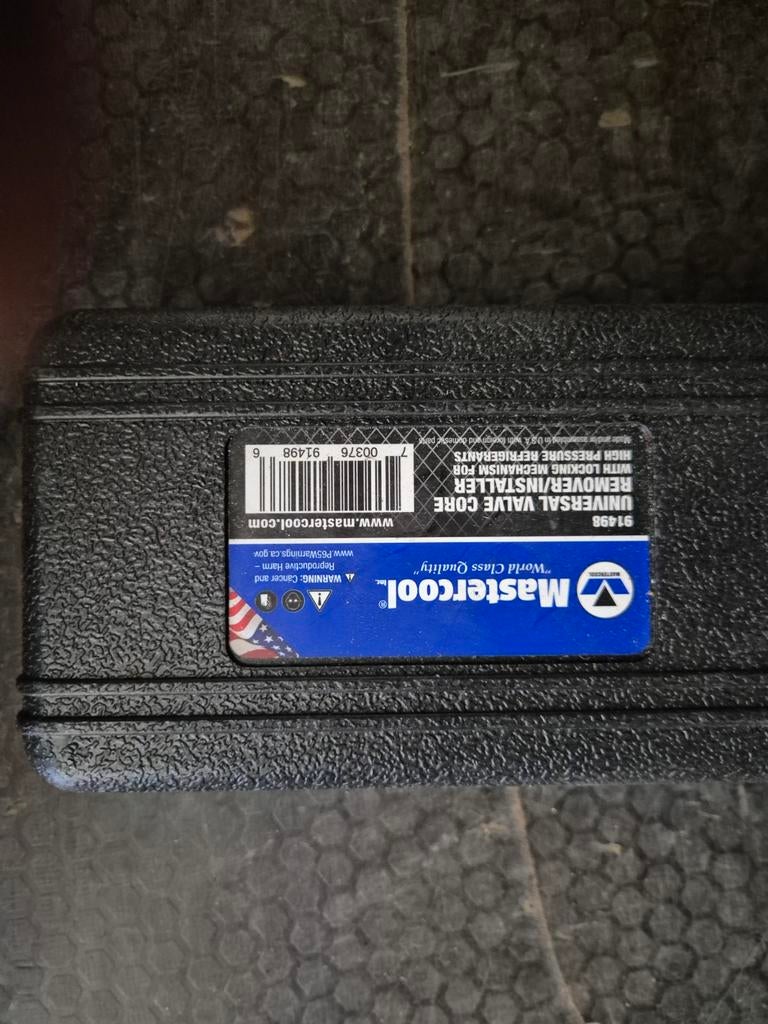 MASTERCOOL
Mastercool® Inc.
"World Class Quality"
⚠ WARNING: Cancer and
Reproductive Harm –
www.P65Warnings.ca.gov
91498
UNIVERSAL VALVE CORE
REMOVER/INSTALLER
WITH LOCKING MECHANISM FOR
HIGH PRESSURE REFRIGERANTS
Made and/or assembled in U.S.A. with foreign and domestic parts
www.mastercool.com
7 00376 91498 6